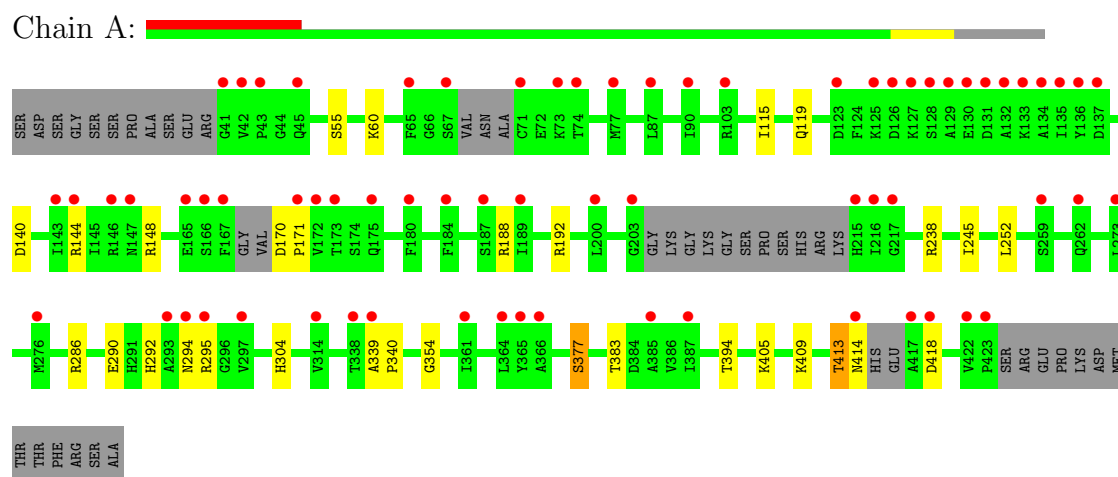 Chain A:
SER ASP SER GLY SER SER PRO ALA SER GLU ARG G41 V42 P43 G44 Q45 S55 K60 F65 G66 S67 VAL ASN ALA C71 E72 K73 T74 M77 L87 I90 R103 I115 Q119 D123 F124 K125 D126 K127 S128 A129 E130 D131 A132 K133 A134 I135 Y136 D137
D140 I143 R144 I145 R146 N147 R148 E165 S166 F167 GLY VAL D170 P171 V172 T173 S174 Q175 F180 F184 S187 R188 I189 R192 L200 G203 GLY LYS GLY LYS GLY SER PRO SER HIS ARG LYS H215 I216 G217 R238 I245 L252 S259 Q262
M276 R286 E290 H291 H292 A293 N294 R295 G296 V297 H304 V314 T338 A339 P340 G354 I361 L364 Y365 A366 S377 T383 D384 A385 V386 I387 T394 K405 K409 T413 N414 HIS GLU A417 D418 V422 P423 SER ARG GLU PRO LYS ASP MET
THR THR PHE ARG SER ALA